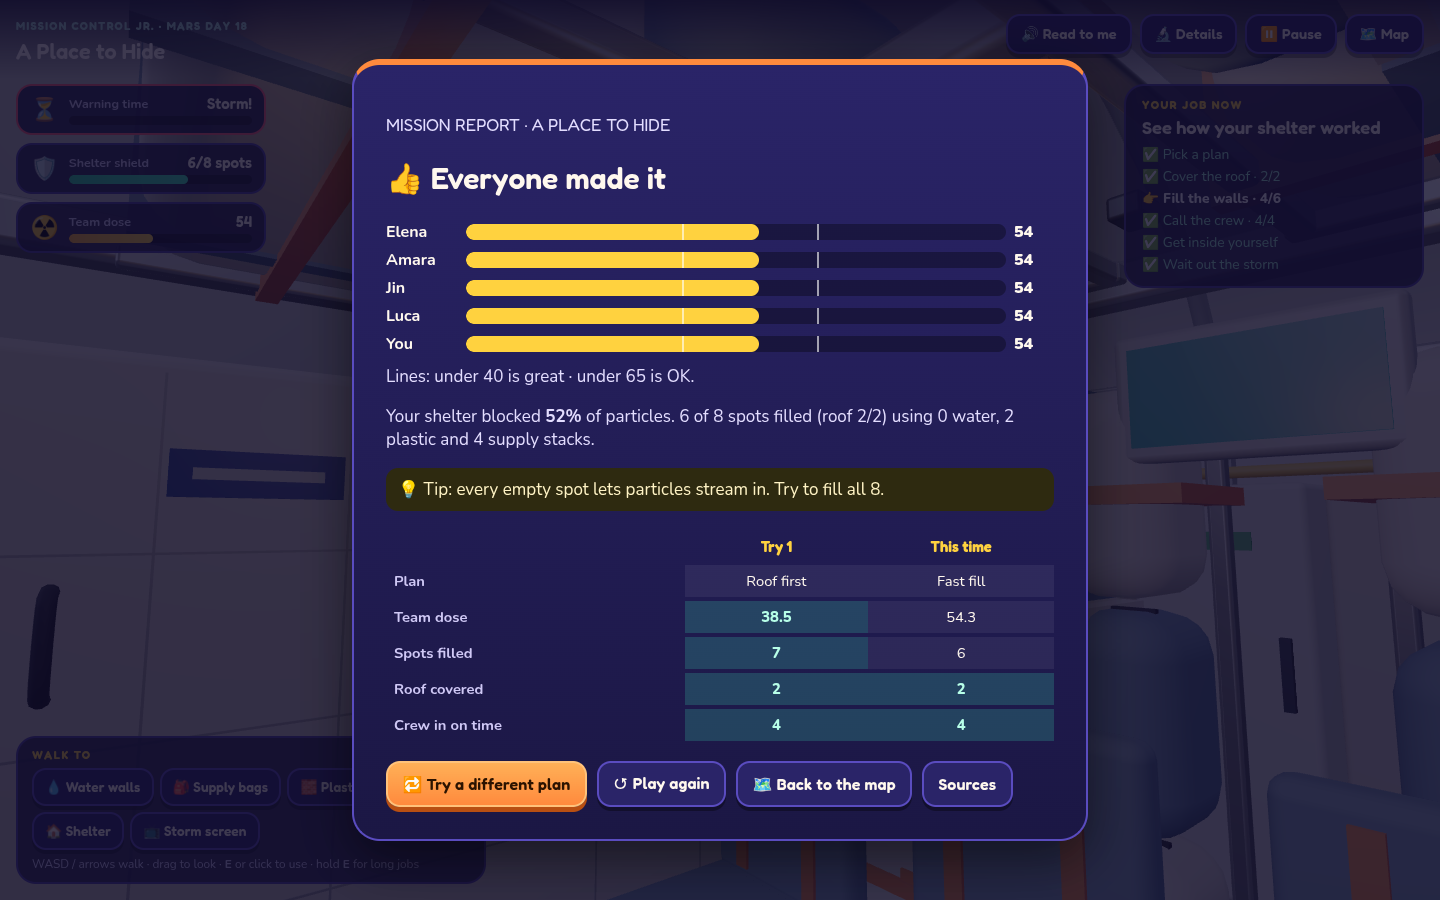 MISSION CONTROL JR. · MARS DAY 18
A Place to Hide
🔊 Read to me
🔬 Details
⏸️ Pause
🗺️ Map
⏳ Warning time Storm!
🛡️ Shelter shield 6/8 spots
☢️ Team dose 54
YOUR JOB NOW
See how your shelter worked
✅ Pick a plan
✅ Cover the roof · 2/2
👉 Fill the walls · 4/6
✅ Call the crew · 4/4
✅ Get inside yourself
✅ Wait out the storm
MISSION REPORT · A PLACE TO HIDE
👍 Everyone made it
Elena 54
Amara 54
Jin 54
Luca 54
You 54
Lines: under 40 is great · under 65 is OK.
Your shelter blocked 52% of particles. 6 of 8 spots filled (roof 2/2) using 0 water, 2
plastic and 4 supply stacks.
💡 Tip: every empty spot lets particles stream in. Try to fill all 8.
Try 1 This time
Plan Roof first Fast fill
Team dose 38.5 54.3
Spots filled 7 6
Roof covered 2 2
Crew in on time 4 4
🔁 Try a different plan
↺ Play again
🗺️ Back to the map
Sources
WALK TO
💧 Water walls
🎒 Supply bags
🧱 Plast
🏠 Shelter
📺 Storm screen
WASD / arrows walk · drag to look · E or click to use · hold E for long jobs